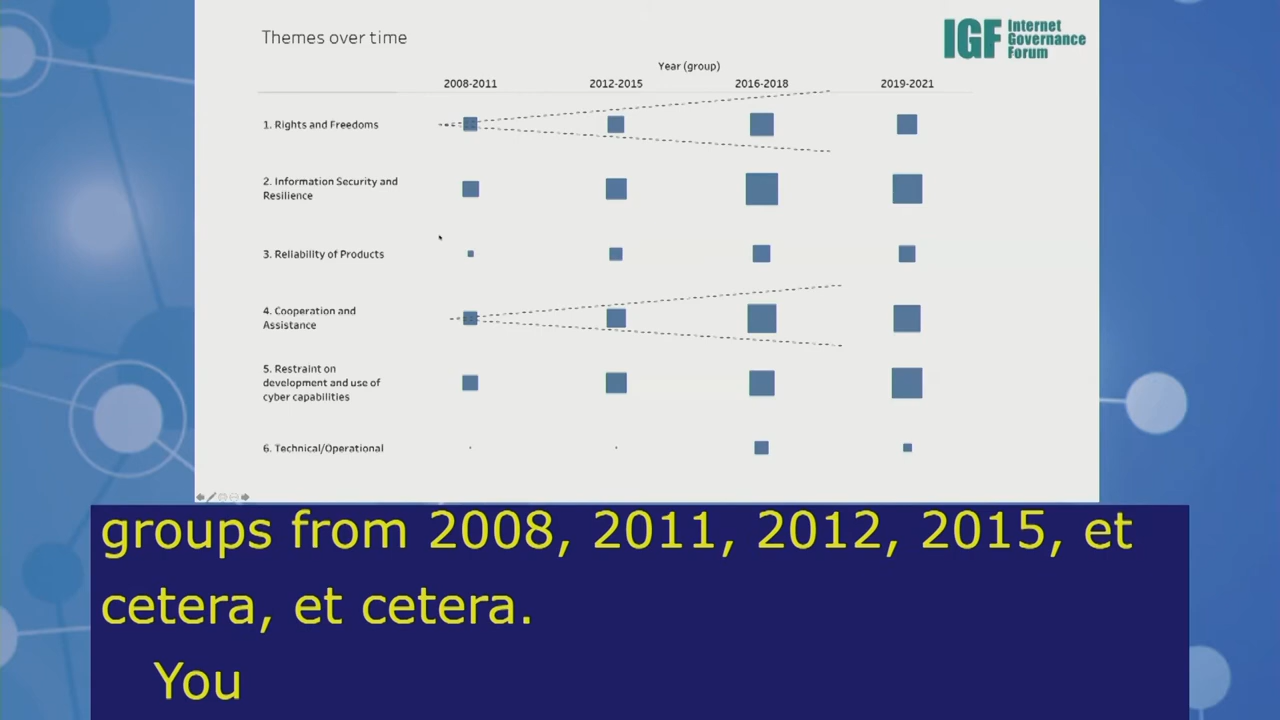 Themes over time
IGF Internet
Governance
Forum
Year (group)
2008-2011 2012-2015 2016-2018 2019-2021
1. Rights and Freedoms
2. Information Security and
Resilience
3. Reliability of Products
4. Cooperation and
Assistance
5. Restraint on
development and use of
cyber capabilities
6. Technical/Operational
groups from 2008, 2011, 2012, 2015, et
cetera, et cetera.
You